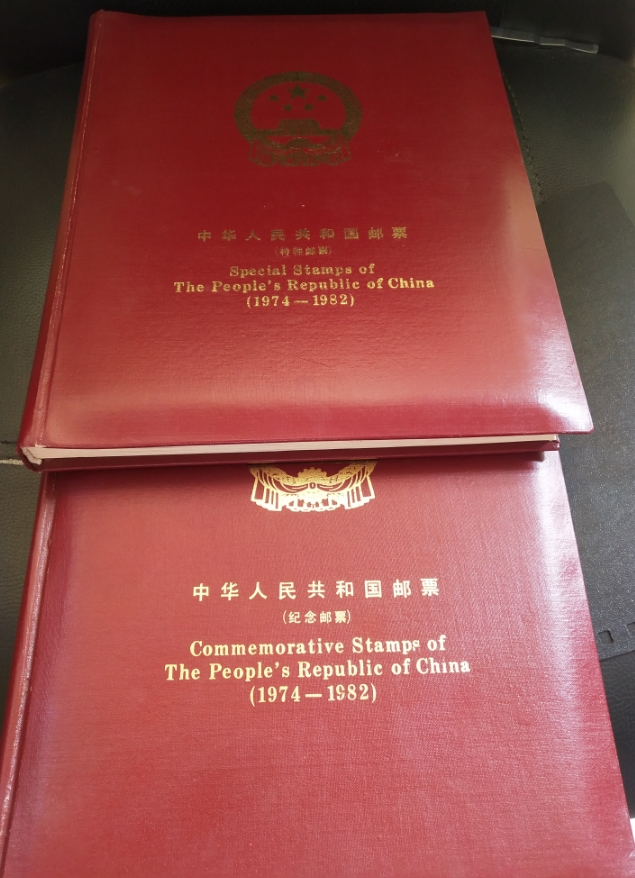 中华人民共和国邮票
(特种邮票)
Special Stamps of
The People's Republic of China
(1974—1982)
中华人民共和国邮票
(纪念邮票)
Commemorative Stamps of
The People's Republic of China
(1974—1982)